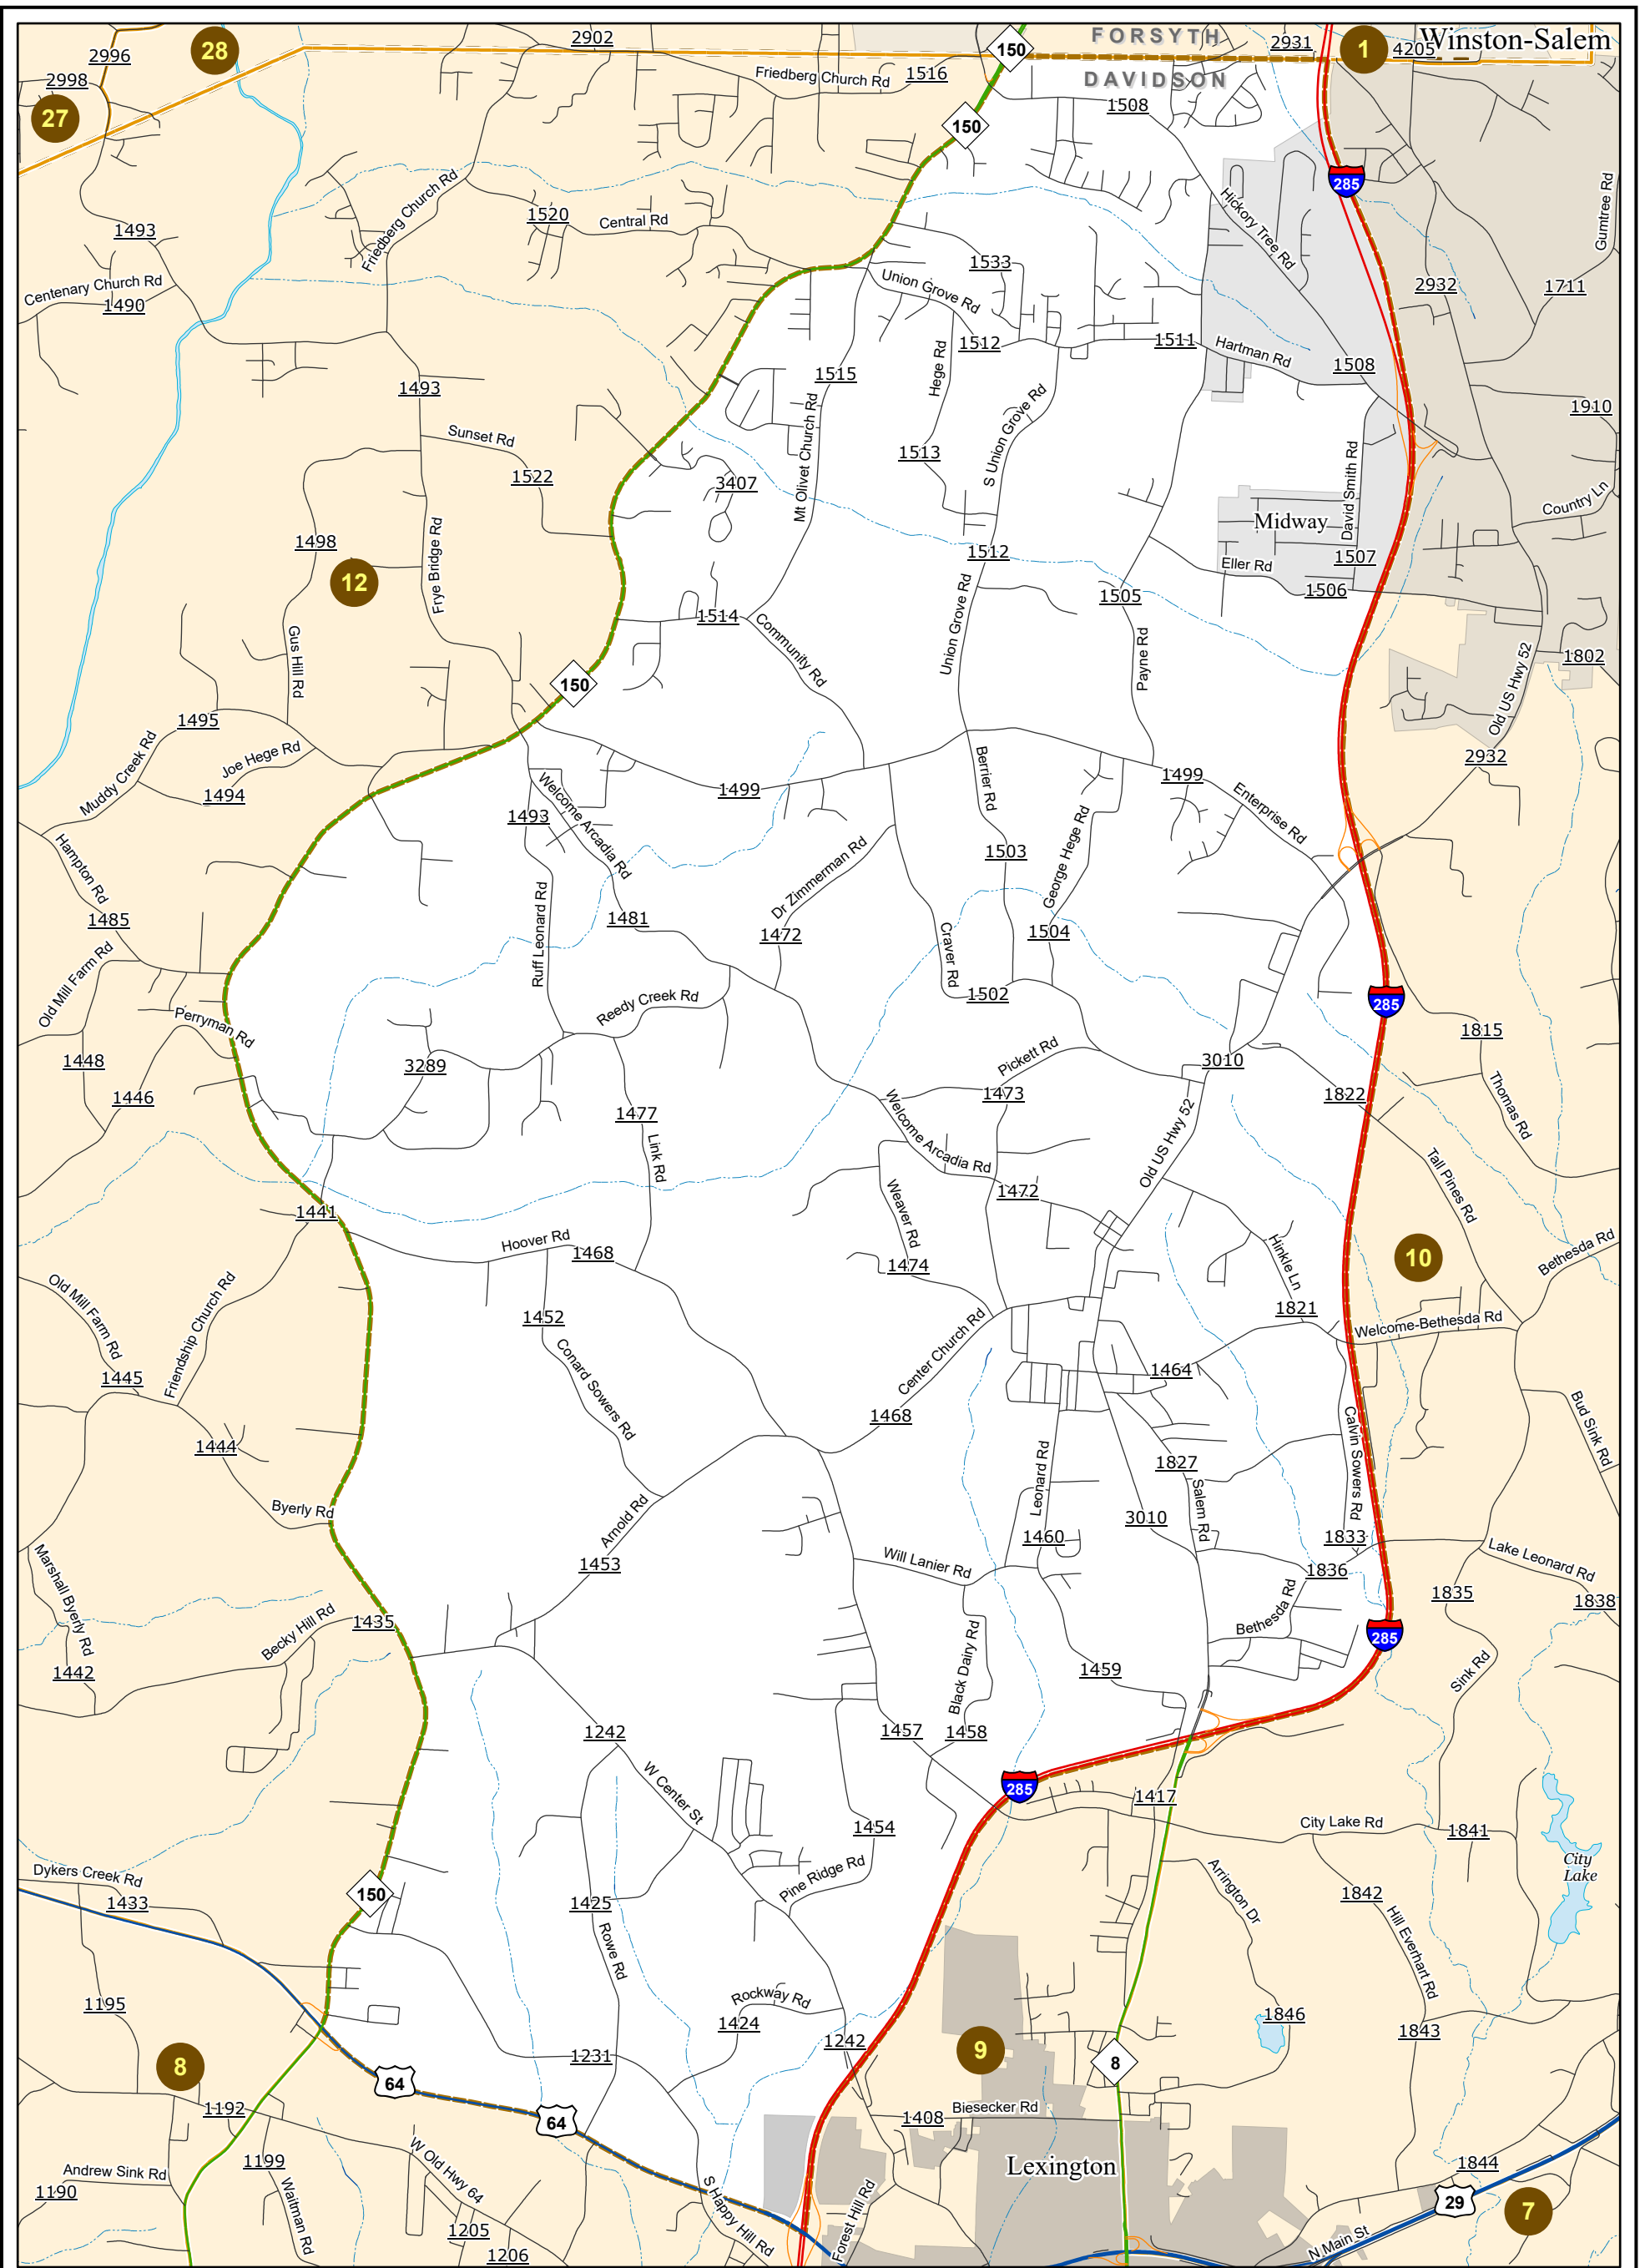 FORSYTH
DAVIDSON
Winston-Salem
28
2996
2902
150
2931
1
4205
2998
27
Friedberg Church Rd
1516
1508
150
285
Friedberg Church Rd
1520
Central Rd
Hickory Tree Rd
Gumtree Rd
1493
1533
Centenary Church Rd
1490
Union Grove Rd
2932
1711
1512
1511
Hartman Rd
1508
Hege Rd
1515
1493
1910
Sunset Rd
Mt Olivet Church Rd
S Union Grove Rd
1513
David Smith Rd
1522
3407
Country Ln
Midway
1498
Frye Bridge Rd
12
1512
1507
Eller Rd
1506
1505
1514
Community Rd
Union Grove Rd
Payne Rd
Gus Hill Rd
1802
Old US Hwy 52
150
1495
Joe Hege Rd
Muddy Creek Rd
1494
2932
Berrier Rd
1499
1499
Enterprise Rd
Welcome Arcadia Rd
1493
George Hege Rd
1503
Hampton Rd
Dr Zimmerman Rd
1485
Ruff Leonard Rd
1481
1472
Craver Rd
1504
Old Mill Farm Rd
1502
285
Reedy Creek Rd
Perryman Rd
1815
Pickett Rd
1448
3289
3010
1446
1473
1822
Thomas Rd
1477
Welcome Arcadia Rd
Old US Hwy 52
Link Rd
Tall Pines Rd
1472
1441
Weaver Rd
Hoover Rd
1468
Hinkle Ln
10
Bethesda Rd
1474
Old Mill Farm Rd
Friendship Church Rd
1452
1821
Welcome-Bethesda Rd
Center Church Rd
Conard Sowers Rd
1445
1464
1468
Calvin Sowers Rd
Bud Sink Rd
1444
Leonard Rd
1827
Salem Rd
Byerly Rd
Arnold Rd
3010
1460
1833
Lake Leonard Rd
Marshall Byerly Rd
1453
Will Lanier Rd
1836
1835
1838
Becky Hill Rd
1435
Bethesda Rd
285
1442
Black Dairy Rd
1459
Sink Rd
1242
1457
1458
W Center St
285
1417
1454
City Lake Rd
1841
Pine Ridge Rd
City
Lake
Dykers Creek Rd
1433
150
1425
Arrington Dr
1842
Hill Everhart Rd
Rowe Rd
1195
Rockway Rd
1424
1846
1843
1242
1231
9
8
8
64
64
1192
1408
Biesecker Rd
Lexington
1199
W Old Hwy 64
Andrew Sink Rd
1190
Waitman Rd
S Happy Hill Rd
Forest Hill Rd
1844
29
7
1205
1206
N Main St